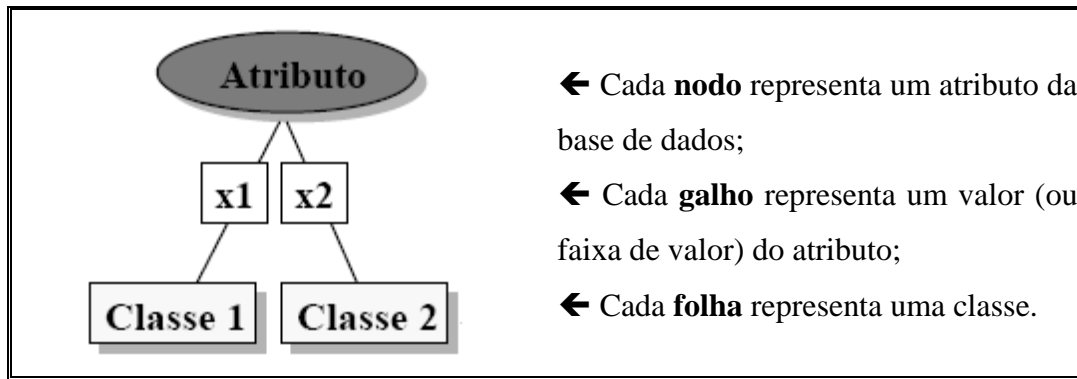 Atributo
x1 x2
Classe 1 Classe 2
🡸 Cada nodo representa um atributo da
base de dados;
🡸 Cada galho representa um valor (ou
faixa de valor) do atributo;
🡸 Cada folha representa uma classe.